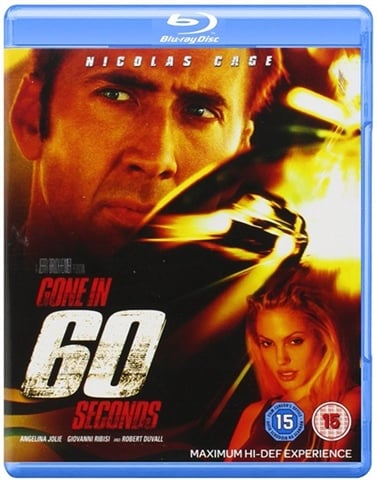 Blu-ray Disc
NICOLAS CAGE
GONE IN
60
SECONDS
ANGELINA JOLIE GIOVANNI RIBISI AND ROBERT DUVALL
15 15
MAXIMUM HI-DEF EXPERIENCE